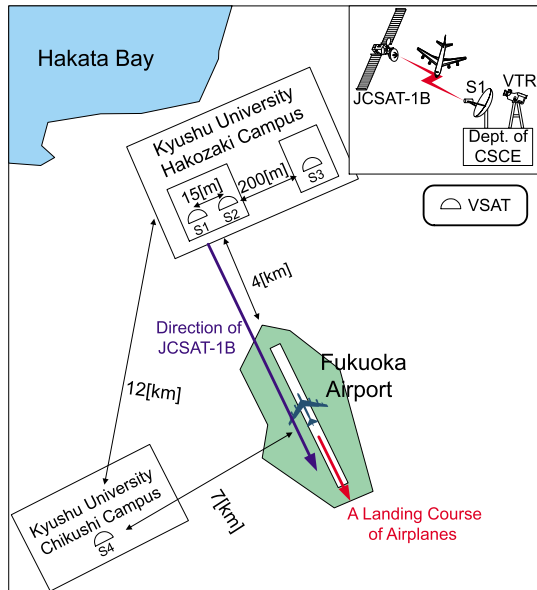 Hakata Bay
JCSAT-1B
S1
VTR
Dept. of
CSCE
VSAT
Kyushu University
Hakozaki Campus
15[m]
200[m]
S1
S2
S3
4[km]
Direction of
JCSAT-1B
Fukuoka
Airport
12[km]
Kyushu University
Chikushi Campus
S4
7[km]
A Landing Course
of Airplanes